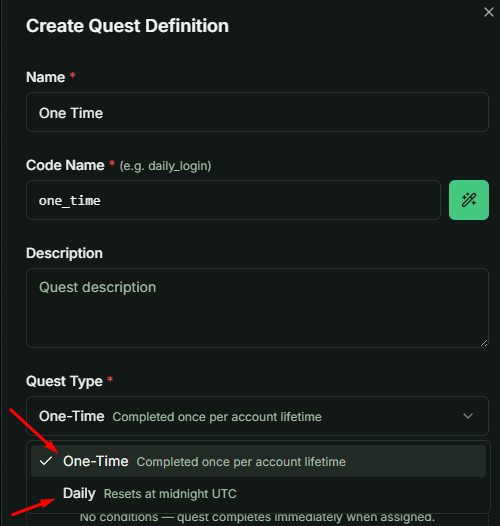 Create Quest Definition
Name *
One Time
Code Name * (e.g. daily_login)
one_time
Description
Quest description
Quest Type *
One-Time Completed once per account lifetime
One-Time Completed once per account lifetime
Daily Resets at midnight UTC
No conditions — quest completes immediately when assigned.